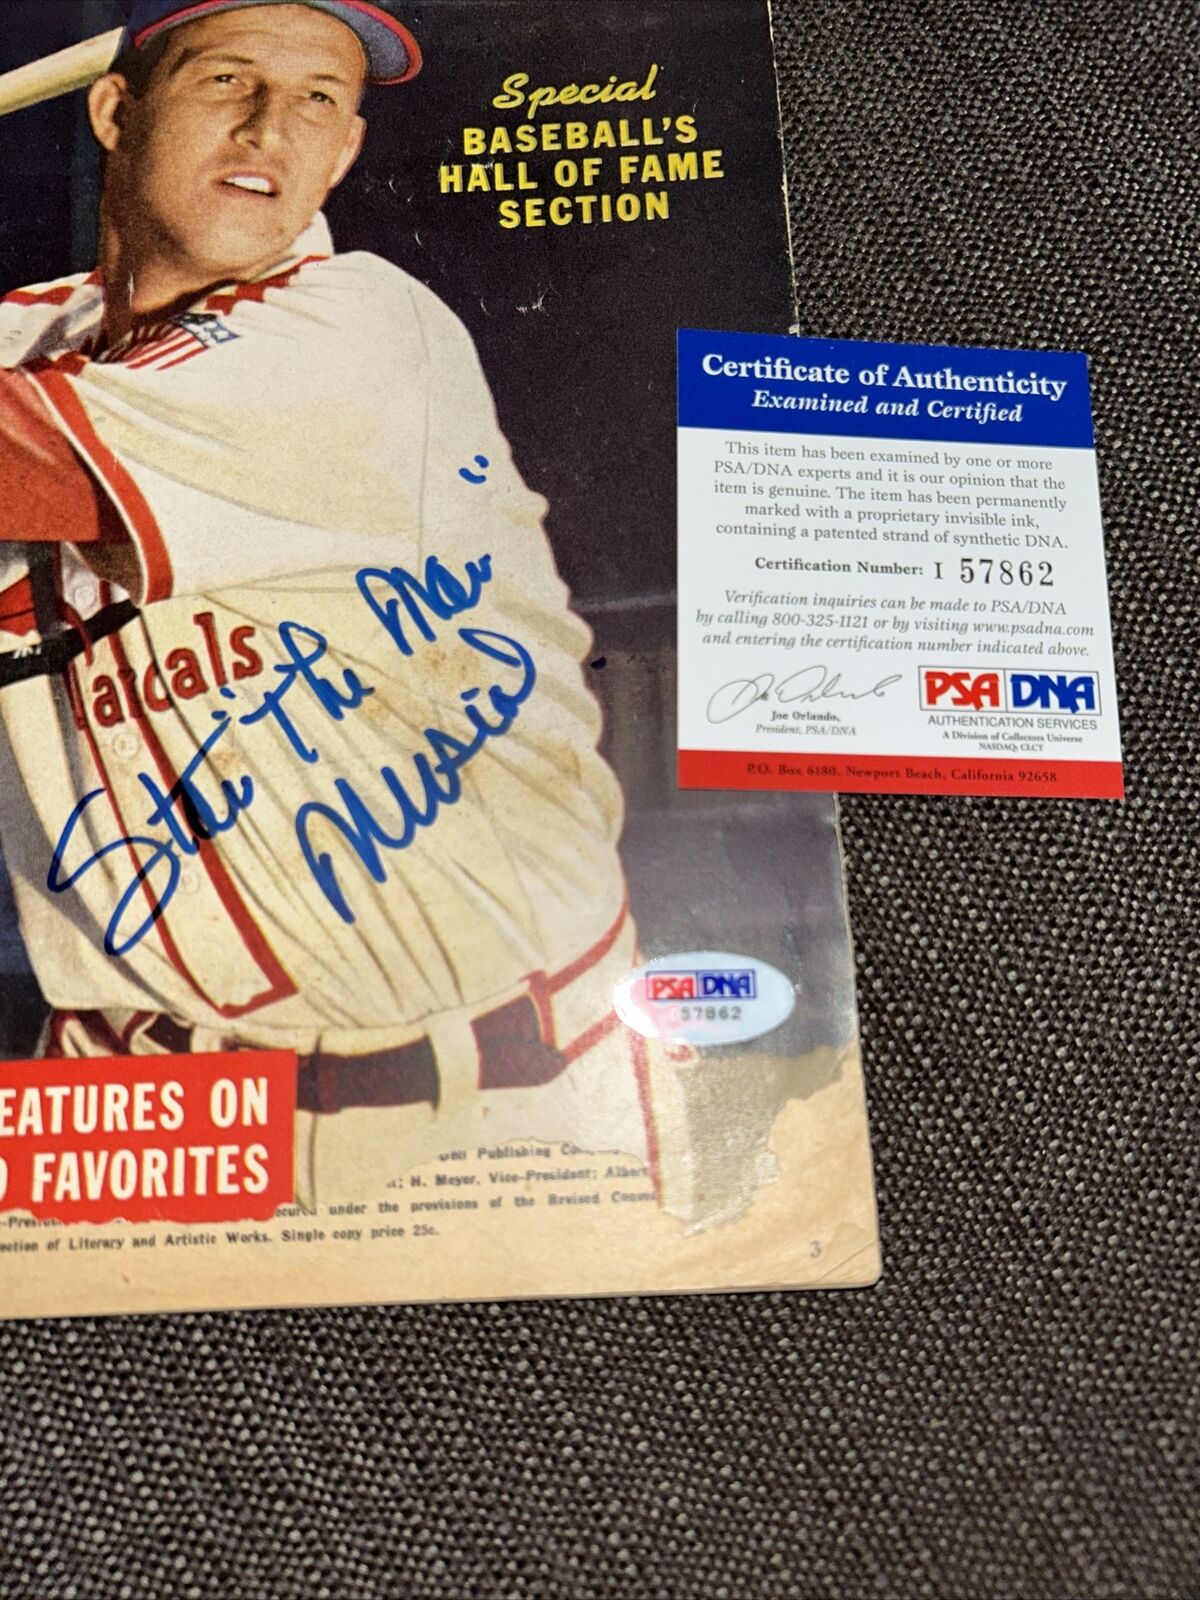 Special
BASEBALL'S
HALL OF FAME
SECTION
Certificate of Authenticity
Examined and Certified
This item has been examined by one or more
PSA/DNA experts and it is our opinion that the
item is genuine. The item has been permanently
marked with a proprietary invisible ink,
containing a patented strand of synthetic DNA.
Certification Number: I 57862
Verification inquiries can be made to PSA/DNA
by calling 800-325-1121 or by visiting www.psadna.com
and entering the certification number indicated above.
Joe Orlando,
President, PSA/DNA
PSA DNA
AUTHENTICATION SERVICES
A Division of Collectors Universe
NASDAQ: CLCT
P.O. Box 6180, Newport Beach, California 92658
Stan "The Man"
Musial
PSA DNA
57862
EATURES ON
FAVORITES
Dell Publishing
H. Meyer, Vice-President; Albert
under the provisions of the Revised
ection of Literary and Artistic Works. Single copy price 25c.
3